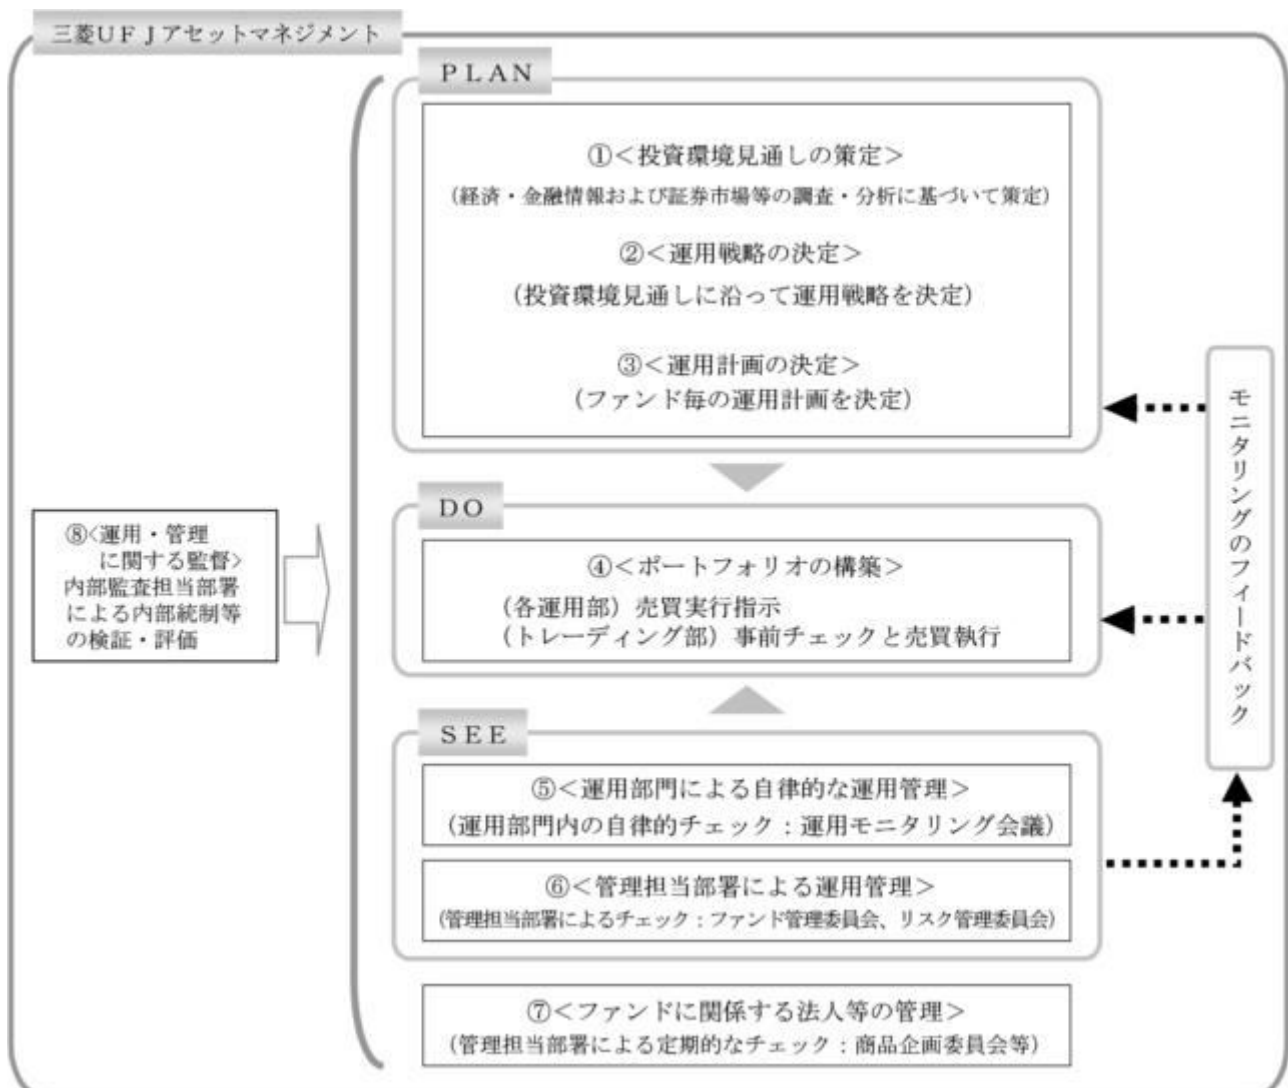 三菱ＵＦＪアセットマネジメント
ＰＬＡＮ
①＜投資環境見通しの策定＞
（経済・金融情報および証券市場等の調査・分析に基づいて策定）
②＜運用戦略の決定＞
（投資環境見通しに沿って運用戦略を決定）
③＜運用計画の決定＞
（ファンド毎の運用計画を決定）
ＤＯ
④＜ポートフォリオの構築＞
（各運用部）売買実行指示
（トレーディング部）事前チェックと売買執行
ＳＥＥ
⑤＜運用部門による自律的な運用管理＞
（運用部門内の自律的チェック：運用モニタリング会議）
⑥＜管理担当部署による運用管理＞
（管理担当部署によるチェック：ファンド管理委員会、リスク管理委員会）
⑦＜ファンドに関係する法人等の管理＞
（管理担当部署による定期的なチェック：商品企画委員会等）
⑧<運用・管理
に関する監督>
内部監査担当部署
による内部統制等
の検証・評価
モニタリングのフィードバック